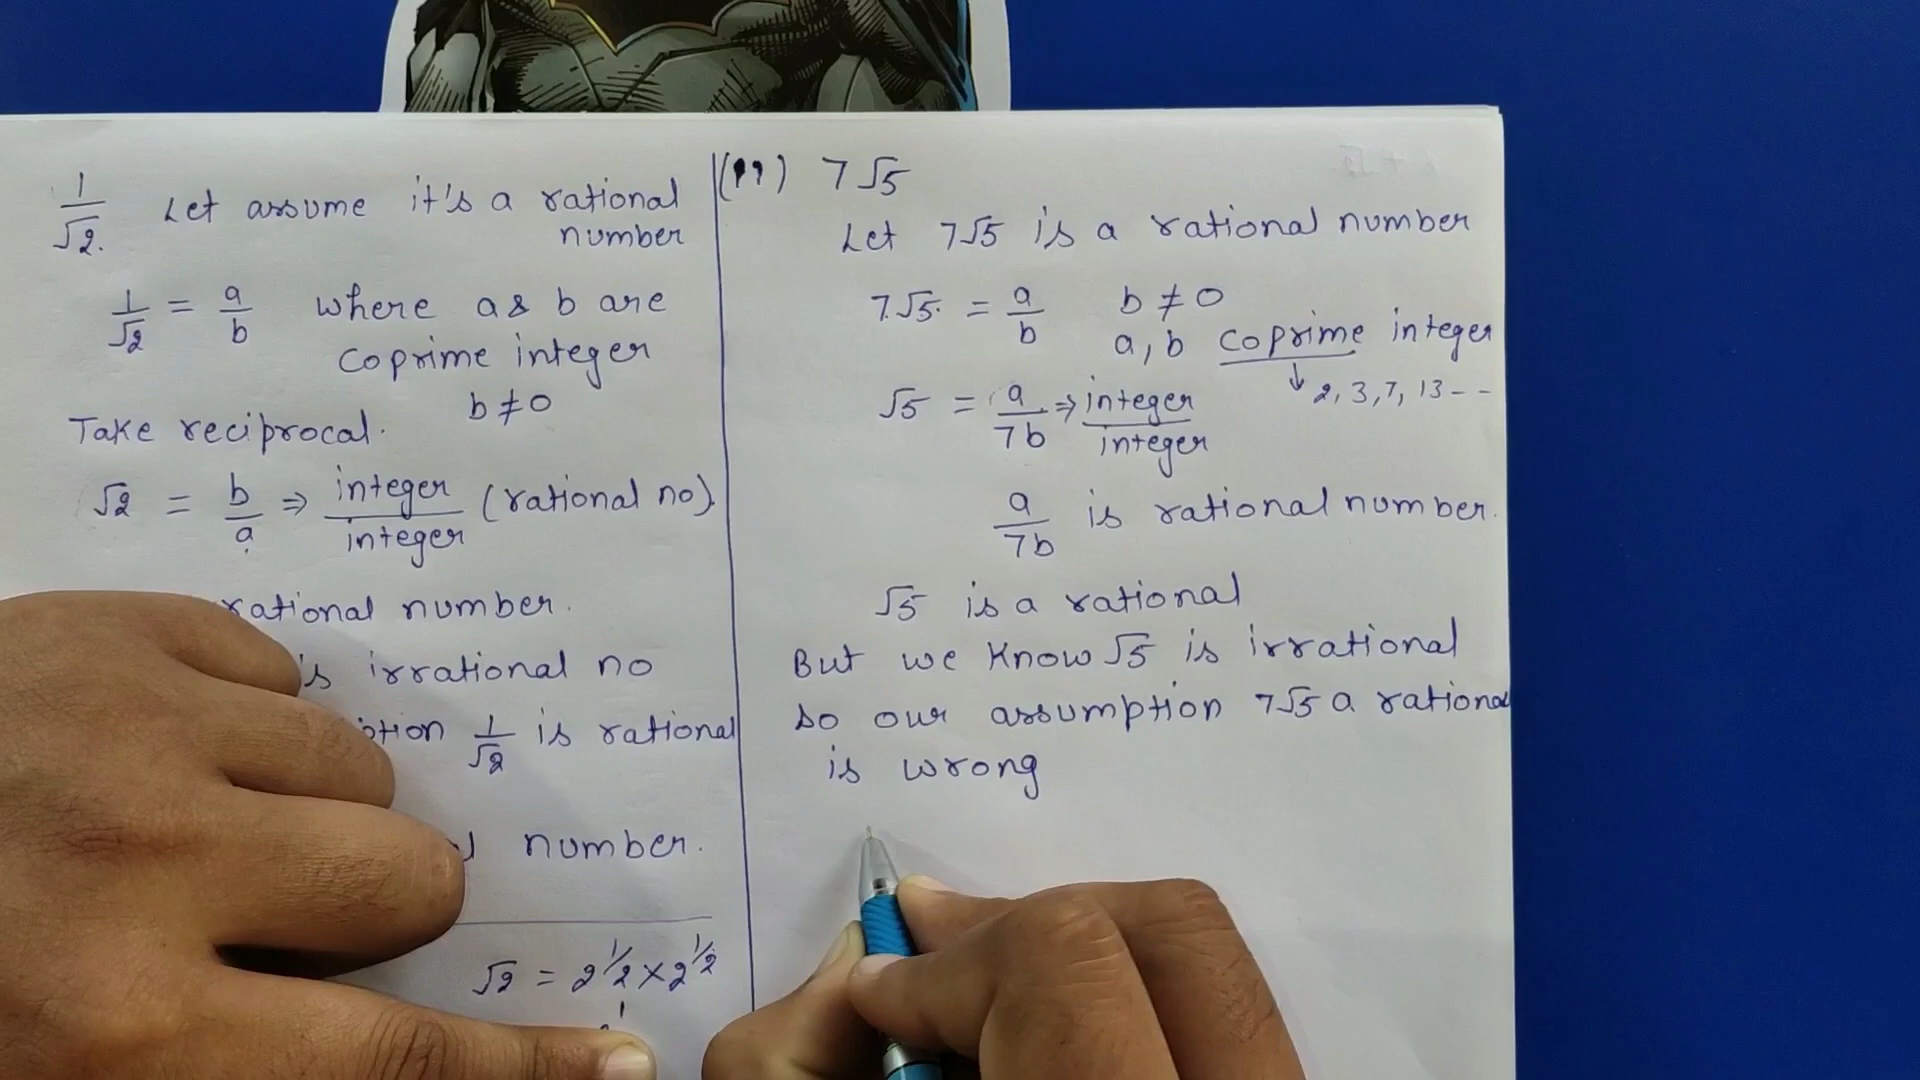 1/√2. Let assume it's a rational
number
1/√2 = a/b where a & b are
coprime integer
b ≠ 0
Take reciprocal.
√2 = b/a ⇒ integer/integer (rational no).
rational number.
is irrational no
1/√2 is rational
number.
√2 = 2^1/2 × 2^1/2
(11) 7√5
Let 7√5 is a rational number
7√5 = a/b b ≠ 0
a, b coprime integer
↓ 2, 3, 7, 13 - -
√5 = a/7b ⇒ integer/integer
a/7b is rational number.
√5 is a rational
But we know √5 is irrational
so our assumption 7√5 a rational
is wrong